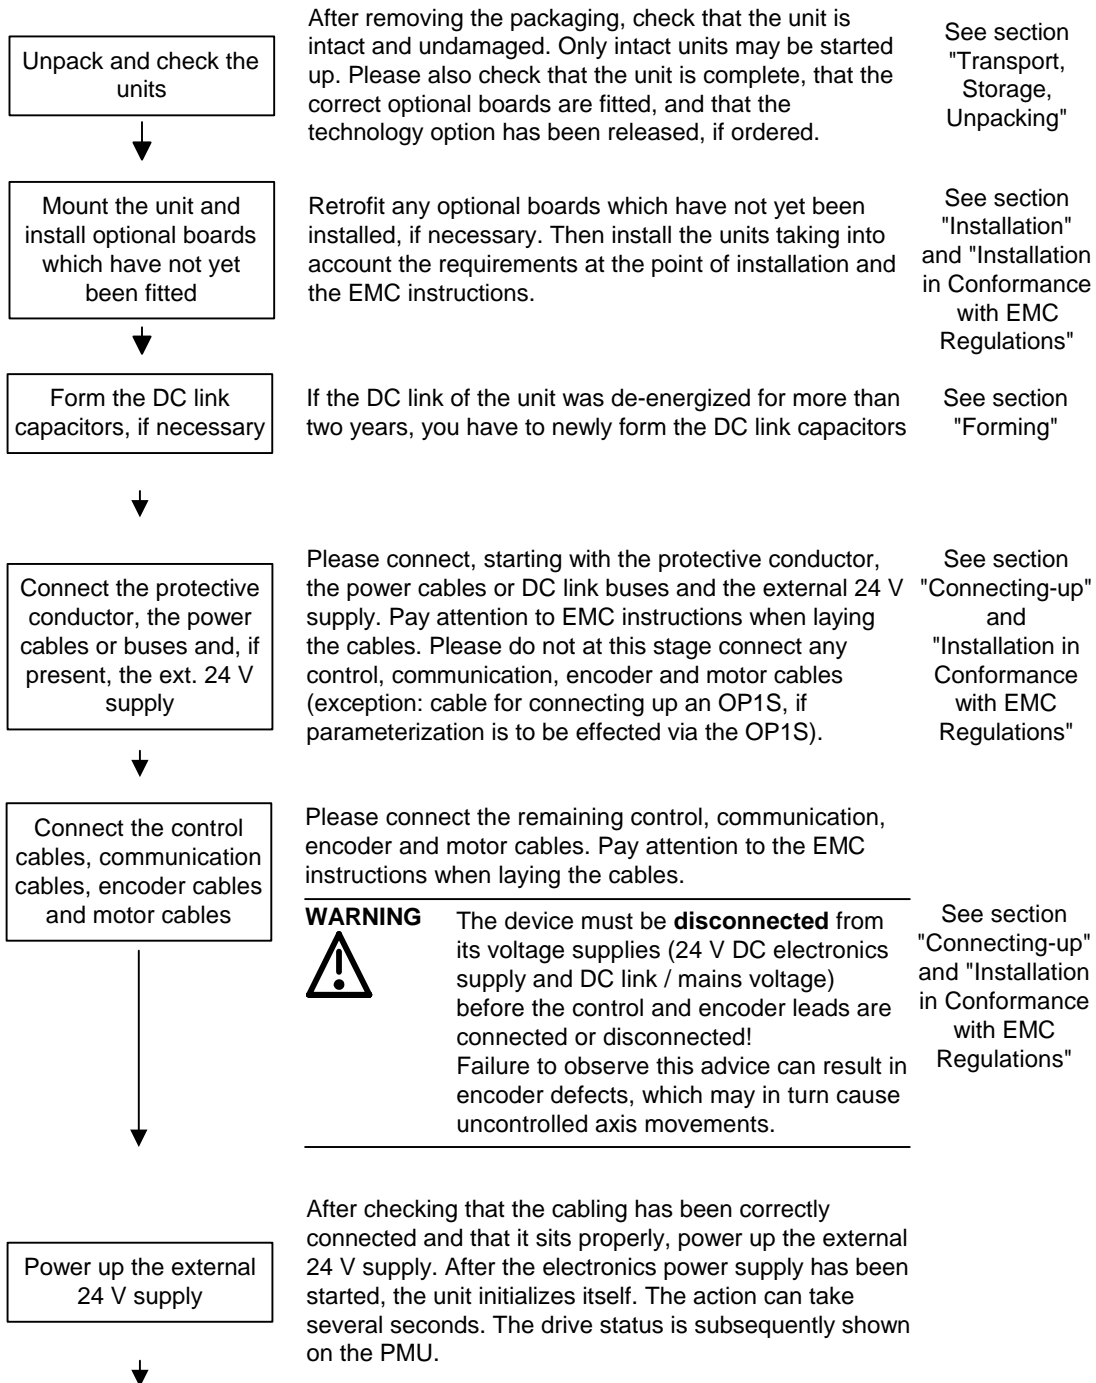 Unpack and check the
units
After removing the packaging, check that the unit is
intact and undamaged. Only intact units may be started
up. Please also check that the unit is complete, that the
correct optional boards are fitted, and that the
technology option has been released, if ordered.
See section
"Transport,
Storage,
Unpacking"
Mount the unit and
install optional boards
which have not yet
been fitted
Retrofit any optional boards which have not yet been
installed, if necessary. Then install the units taking into
account the requirements at the point of installation and
the EMC instructions.
See section
"Installation"
and "Installation
in Conformance
with EMC
Regulations"
Form the DC link
capacitors, if necessary
If the DC link of the unit was de-energized for more than
two years, you have to newly form the DC link capacitors
See section
"Forming"
Connect the protective
conductor, the power
cables or buses and, if
present, the ext. 24 V
supply
Please connect, starting with the protective conductor,
the power cables or DC link buses and the external 24 V
supply. Pay attention to EMC instructions when laying
the cables. Please do not at this stage connect any
control, communication, encoder and motor cables
(exception: cable for connecting up an OP1S, if
parameterization is to be effected via the OP1S).
See section
"Connecting-up"
and
"Installation in
Conformance
with EMC
Regulations"
Connect the control
cables, communication
cables, encoder cables
and motor cables
Please connect the remaining control, communication,
encoder and motor cables. Pay attention to the EMC
instructions when laying the cables.
WARNING
The device must be disconnected from
its voltage supplies (24 V DC electronics
supply and DC link / mains voltage)
before the control and encoder leads are
connected or disconnected!
Failure to observe this advice can result in
encoder defects, which may in turn cause
uncontrolled axis movements.
See section
"Connecting-up"
and "Installation
in Conformance
with EMC
Regulations"
Power up the external
24 V supply
After checking that the cabling has been correctly
connected and that it sits properly, power up the external
24 V supply. After the electronics power supply has been
started, the unit initializes itself. The action can take
several seconds. The drive status is subsequently shown
on the PMU.